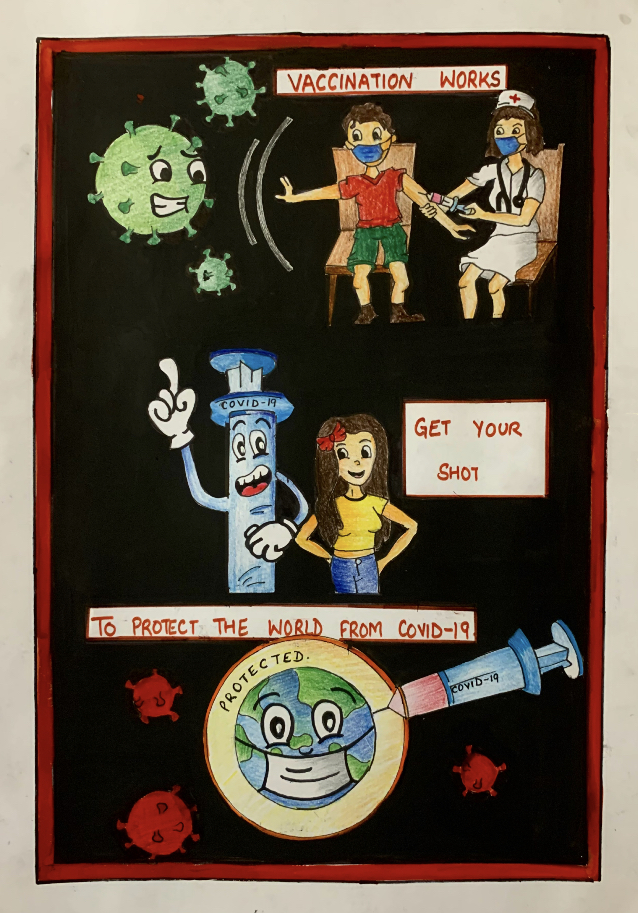 VACCINATION WORKS
COVID-19
GET YOUR
SHOT
TO PROTECT THE WORLD FROM COVID-19.
PROTECTED.
COVID-19